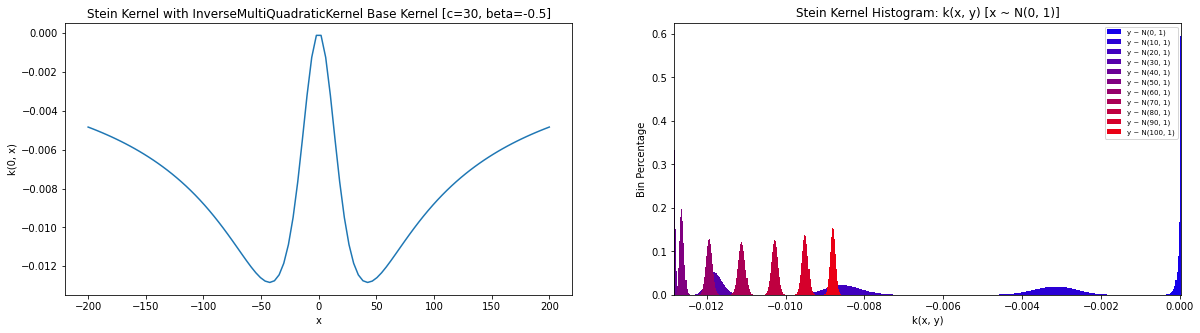 Stein Kernel with InverseMultiQuadraticKernel Base Kernel [c=30, beta=-0.5]
k(0, x)
0.000
−0.002
−0.004
−0.006
−0.008
−0.010
−0.012
−200
−150
−100
−50
0
50
100
150
200
x
Stein Kernel Histogram: k(x, y) [x ~ N(0, 1)]
Bin Percentage
0.6
0.5
0.4
0.3
0.2
0.1
0.0
y ~ N(0, 1)
y ~ N(10, 1)
y ~ N(20, 1)
y ~ N(30, 1)
y ~ N(40, 1)
y ~ N(50, 1)
y ~ N(60, 1)
y ~ N(70, 1)
y ~ N(80, 1)
y ~ N(90, 1)
y ~ N(100, 1)
−0.012
−0.010
−0.008
−0.006
−0.004
−0.002
0.000
k(x, y)